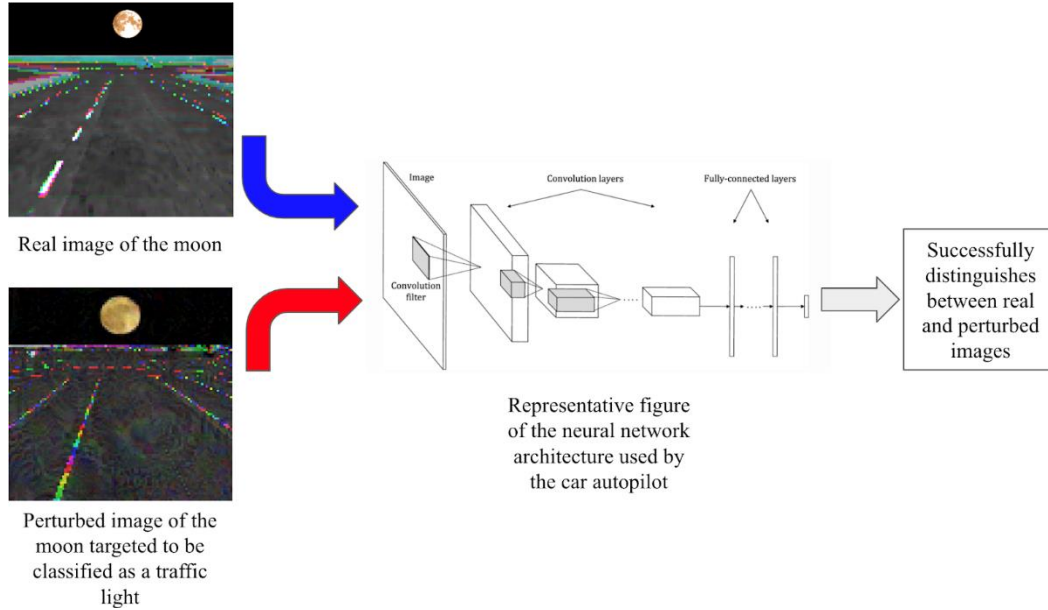 Real image of the moon
Perturbed image of the
moon targeted to be
classified as a traffic
light
Image
Convolution
filter
Convolution layers
Fully-connected layers
Representative figure
of the neural network
architecture used by
the car autopilot
Successfully
distinguishes
between real
and perturbed
images